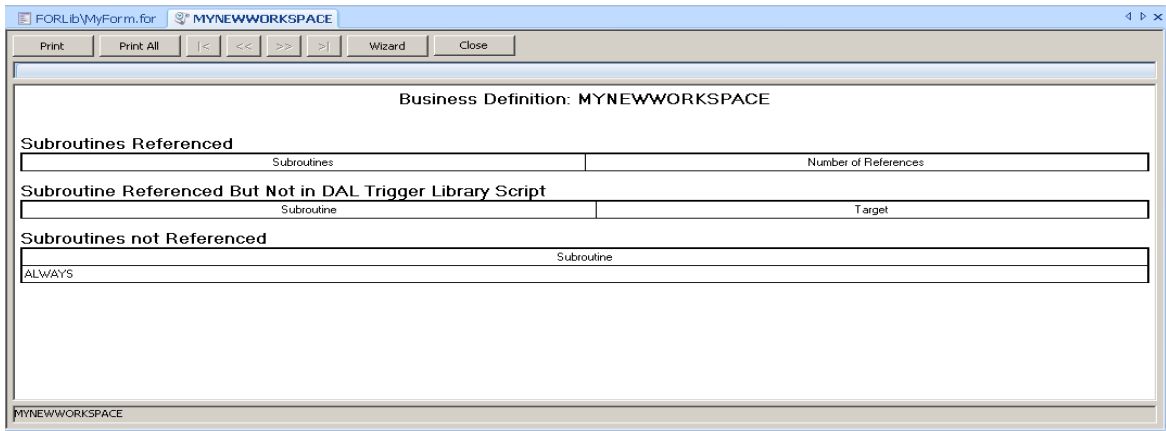 FORLib\MyForm.for MYNEWWORKSPACE
Print Print All |< << >> >| Wizard Close
Business Definition: MYNEWWORKSPACE
Subroutines Referenced
Subroutines Number of References
Subroutine Referenced But Not in DAL Trigger Library Script
Subroutine Target
Subroutines not Referenced
Subroutine
ALWAYS
MYNEWWORKSPACE